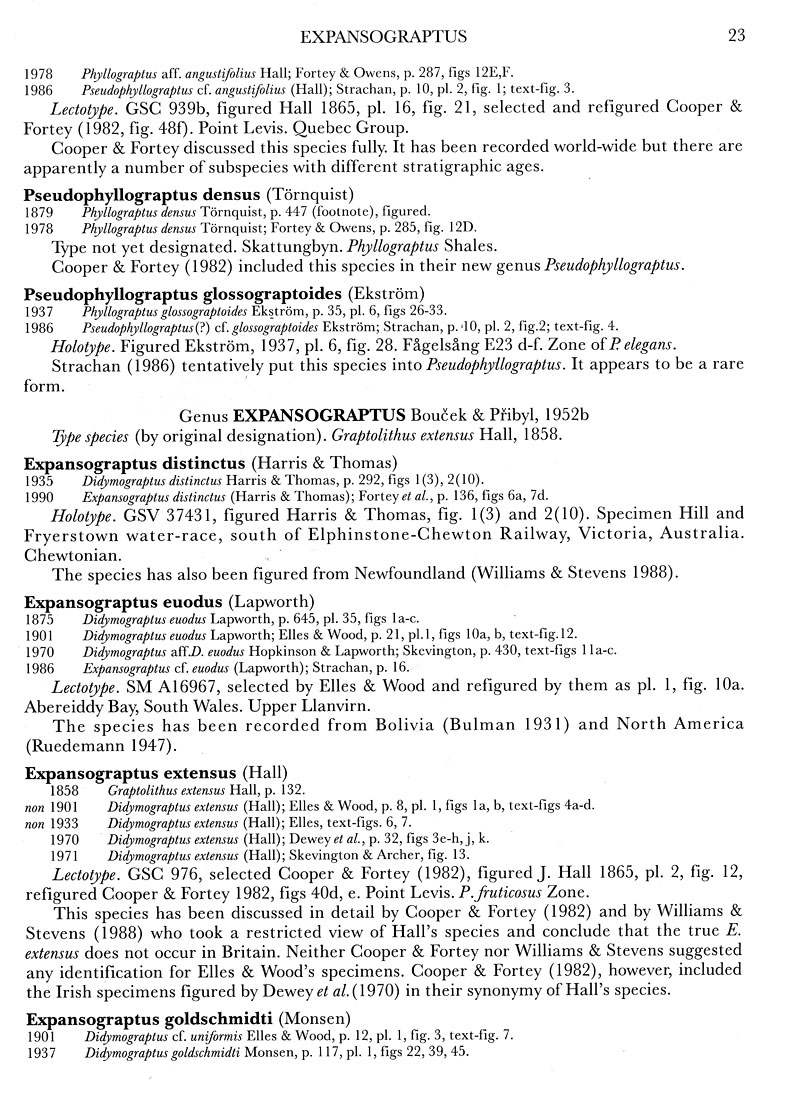 EXPANSOGRAPTUS 23
1978 Phyllograptus aff. angustifolius Hall; Fortey & Owens, p. 287, figs 12E,F.
1986 Pseudophyllograptus cf. angustifolius (Hall); Strachan, p. 10, pl. 2, fig. 1; text-fig. 3.
Lectotype. GSC 939b, figured Hall 1865, pl. 16, fig. 21, selected and refigured Cooper &
Fortey (1982, fig. 48f). Point Levis. Quebec Group.
Cooper & Fortey discussed this species fully. It has been recorded world-wide but there are
apparently a number of subspecies with different stratigraphic ages.
Pseudophyllograptus densus (Törnquist)
1879 Phyllograptus densus Törnquist, p. 447 (footnote), figured.
1978 Phyllograptus densus Törnquist; Fortey & Owens, p. 285, fig. 12D.
Type not yet designated. Skattungbyn. Phyllograptus Shales.
Cooper & Fortey (1982) included this species in their new genus Pseudophyllograptus.
Pseudophyllograptus glossograptoides (Ekström)
1937 Phyllograptus glossograptoides Ekström, p. 35, pl. 6, figs 26-33.
1986 Pseudophyllograptus(?) cf. glossograptoides Ekström; Strachan, p. 10, pl. 2, fig.2; text-fig. 4.
Holotype. Figured Ekström, 1937, pl. 6, fig. 28. Fågelsång E23 d-f. Zone of P. elegans.
Strachan (1986) tentatively put this species into Pseudophyllograptus. It appears to be a rare
form.
Genus EXPANSOGRAPTUS Bouček & Přibyl, 1952b
Type species (by original designation). Graptolithus extensus Hall, 1858.
Expansograptus distinctus (Harris & Thomas)
1935 Didymograptus distinctus Harris & Thomas, p. 292, figs 1(3), 2(10).
1990 Expansograptus distinctus (Harris & Thomas); Fortey et al., p. 136, figs 6a, 7d.
Holotype. GSV 37431, figured Harris & Thomas, fig. 1(3) and 2(10). Specimen Hill and
Fryerstown water-race, south of Elphinstone-Chewton Railway, Victoria, Australia.
Chewtonian.
The species has also been figured from Newfoundland (Williams & Stevens 1988).
Expansograptus euodus (Lapworth)
1875 Didymograptus euodus Lapworth, p. 645, pl. 35, figs 1a-c.
1901 Didymograptus euodus Lapworth; Elles & Wood, p. 21, pl.1, figs 10a, b, text-fig.12.
1970 Didymograptus aff.D. euodus Hopkinson & Lapworth; Skevington, p. 430, text-figs 11a-c.
1986 Expansograptus cf. euodus (Lapworth); Strachan, p. 16.
Lectotype. SM A16967, selected by Elles & Wood and refigured by them as pl. 1, fig. 10a.
Abereiddy Bay, South Wales. Upper Llanvirn.
The species has been recorded from Bolivia (Bulman 1931) and North America
(Ruedemann 1947).
Expansograptus extensus (Hall)
1858 Graptolithus extensus Hall, p. 132.
non 1901 Didymograptus extensus (Hall); Elles & Wood, p. 8, pl. 1, figs 1a, b, text-figs 4a-d.
non 1933 Didymograptus extensus (Hall); Elles, text-figs. 6, 7.
1970 Didymograptus extensus (Hall); Dewey et al., p. 32, figs 3e-h, j, k.
1971 Didymograptus extensus (Hall); Skevington & Archer, fig. 13.
Lectotype. GSC 976, selected Cooper & Fortey (1982), figured J. Hall 1865, pl. 2, fig. 12,
refigured Cooper & Fortey 1982, figs 40d, e. Point Levis. P. fruticosus Zone.
This species has been discussed in detail by Cooper & Fortey (1982) and by Williams &
Stevens (1988) who took a restricted view of Hall's species and conclude that the true E.
extensus does not occur in Britain. Neither Cooper & Fortey nor Williams & Stevens suggested
any identification for Elles & Wood's specimens. Cooper & Fortey (1982), however, included
the Irish specimens figured by Dewey et al. (1970) in their synonymy of Hall's species.
Expansograptus goldschmidti (Monsen)
1901 Didymograptus cf. uniformis Elles & Wood, p. 12, pl. 1, fig. 3, text-fig. 7.
1937 Didymograptus goldschmidti Monsen, p. 117, pl. 1, figs 22, 39, 45.